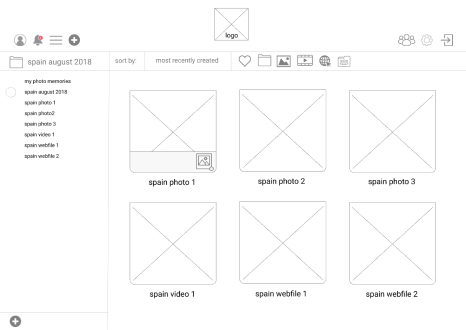 logo
spain august 2018
sort by:
most recently created
my photo memories
spain august 2018
spain photo 1
spain photo2
spain photo 3
spain video 1
spain webfile 1
spain webfile 2
spain photo 1
spain photo 2
spain photo 3
spain video 1
spain webfile 1
spain webfile 2